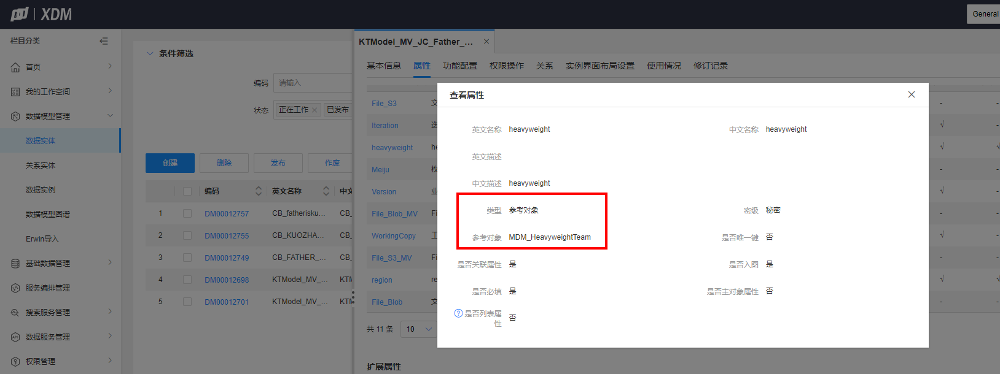 XDM
General
栏目分类
首页
我的工作空间
数据模型管理
数据实体
关系实体
数据实例
数据模型图谱
Erwin导入
基础数据管理
服务编排管理
搜索服务管理
API 数据服务管理
权限管理
条件筛选
编码 请输入
状态 正在工作 已发布
创建 删除 发布 作废
编码 英文名称 中文
1 DM00012757 CB_fatherisku... CB_
2 DM00012755 CB_KUOZHA... CB_
3 DM00012749 CB_FATHER_... CB_
4 DM00012698 KTModel_MV_... KTM
5 DM00012701 KTModel_MV_... KTM
KTModel_MV_JC_Father_...
基本信息 属性 功能配置 权限操作 关系 实例界面布局设置 使用情况 修订记录
File_S3 文 - -
Iteration 迭 √ -
heavyweight he √ √
Meiju 枚 - -
Version 业 √ -
File_Blob_MV Fi - -
WorkingCopy 工 √ -
File_S3_MV - -
region re √ √
File_Blob 文 - -
共 11 条 10
扩展属性
查看属性
英文名称 heavyweight 中文名称 heavyweight
英文描述
中文描述 heavyweight
类型 参考对象 密级 秘密
参考对象 MDM_HeavyweightTeam 是否唯一键 否
是否关联属性 是 是否入图 是
是否必填 是 是否主对象属性 否
? 是否列表属性 否